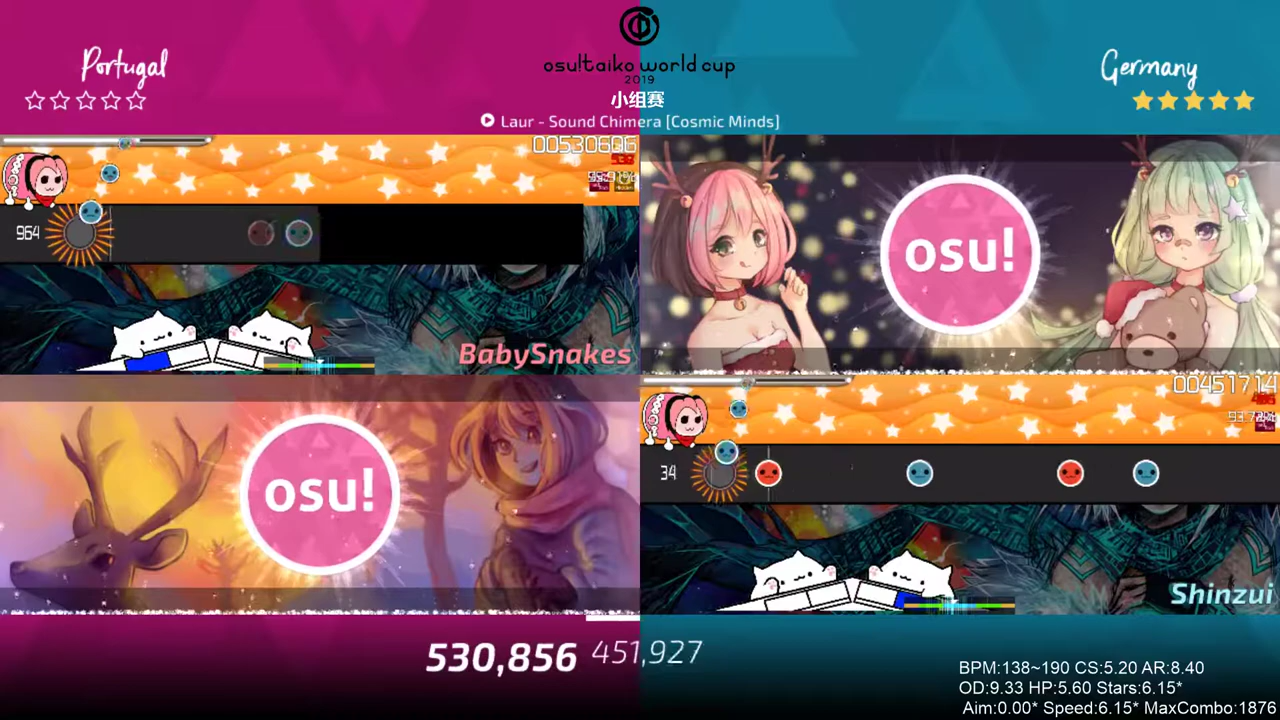 Portugal
Germany
osu!taiko world cup
2019
小组赛
Laur - Sound Chimera [Cosmic Minds]
00530606
964
BabySnakes
osu!
osu!
00451714
93.72%
34
Shinzui
530,856 451,927
BPM:138~190 CS:5.20 AR:8.40
OD:9.33 HP:5.60 Stars:6.15*
Aim:0.00* Speed:6.15* MaxCombo:1876